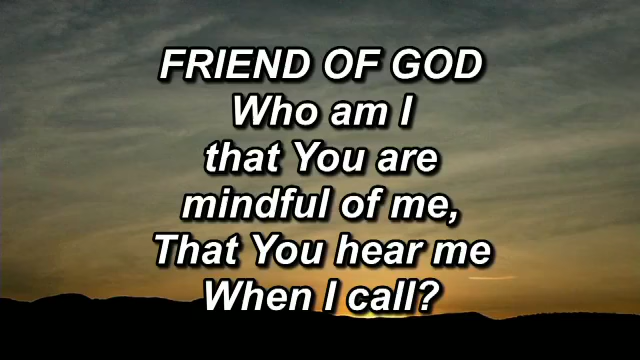 FRIEND OF GOD
Who am I
that You are
mindful of me,
That You hear me
When I call?